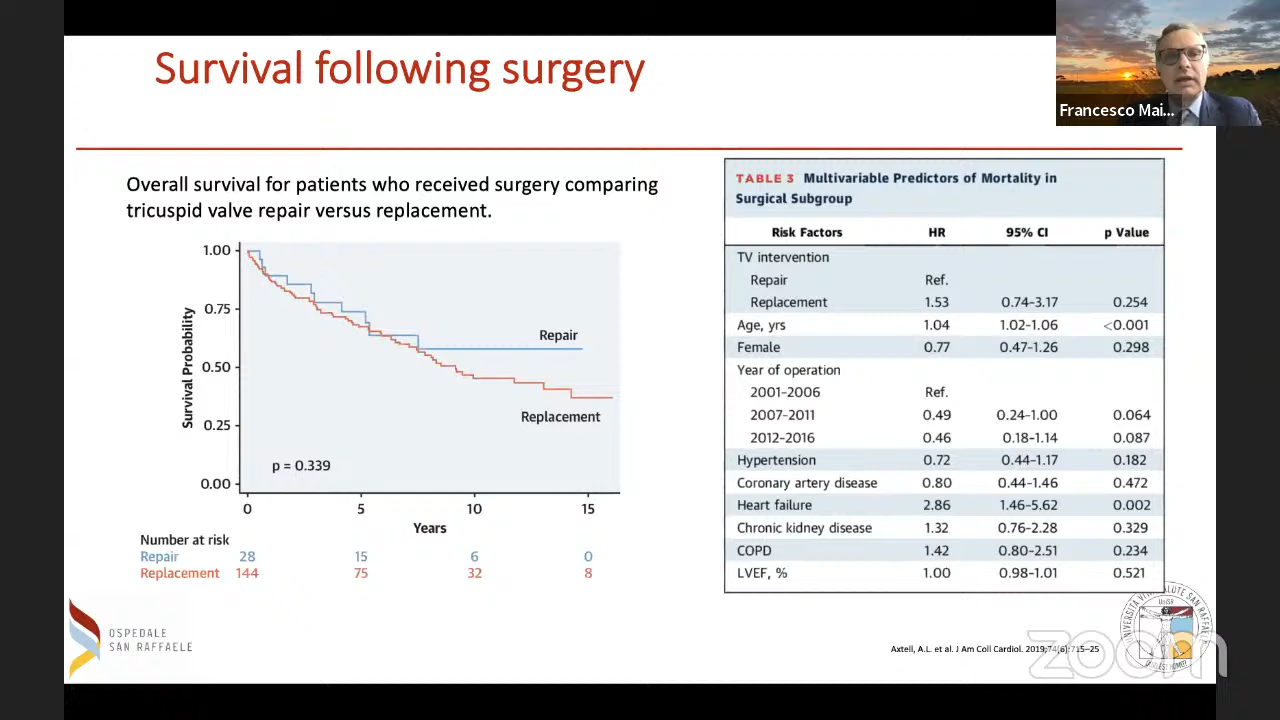 Survival following surgery
Francesco Mai...
Overall survival for patients who received surgery comparing
tricuspid valve repair versus replacement.
1.00
0.75
0.50
0.25
0.00
Survival Probability
Repair
Replacement
p = 0.339
0 5 10 15
Years
Number at risk
Repair 28 15 6 0
Replacement 144 75 32 8
TABLE 3 Multivariable Predictors of Mortality in
Surgical Subgroup
Risk Factors HR 95% CI p Value
TV intervention
Repair Ref.
Replacement 1.53 0.74–3.17 0.254
Age, yrs 1.04 1.02–1.06 <0.001
Female 0.77 0.47–1.26 0.298
Year of operation
2001–2006 Ref.
2007–2011 0.49 0.24–1.00 0.064
2012–2016 0.46 0.18–1.14 0.087
Hypertension 0.72 0.44–1.17 0.182
Coronary artery disease 0.80 0.44–1.46 0.472
Heart failure 2.86 1.46–5.62 0.002
Chronic kidney disease 1.32 0.76–2.28 0.329
COPD 1.42 0.80–2.51 0.234
LVEF, % 1.00 0.98–1.01 0.521
OSPEDALE
SAN RAFFAELE
Axtell, A.L. et al. J Am Coll Cardiol. 2019;74(6):715–25
UniSR
zoom